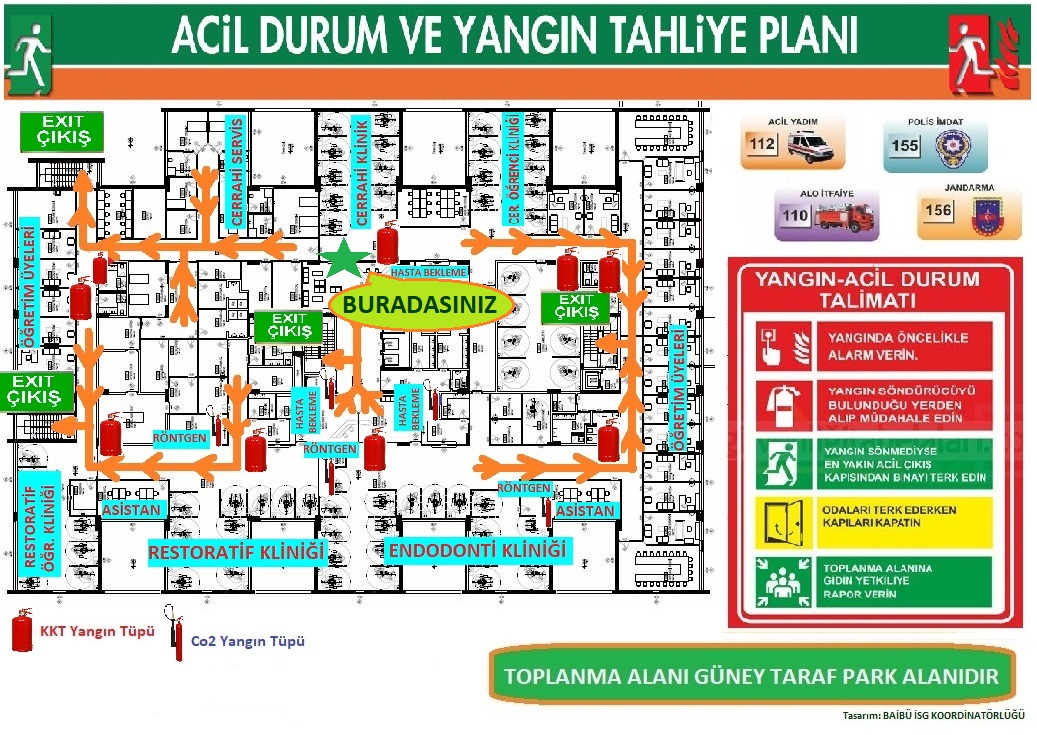 ACİL DURUM VE YANGIN TAHLİYE PLANI
EXIT
ÇIKIŞ
CERRAHİ SERVİS
CERRAHİ KLİNİK
CER. ÖĞRENCİ KLİNİĞİ
ACİL YADIM
112
POLİS İMDAT
155
ALO İTFAİYE
110
JANDARMA
156
ÖĞRETİM ÜYELERİ
HASTA BEKLEME
BURADASINIZ
EXIT
ÇIKIŞ
EXIT
ÇIKIŞ
ÖĞRETİM ÜYELERİ
EXIT
ÇIKIŞ
HASTA
BEKLEME
HASTA
BEKLEME
RÖNTGEN
RÖNTGEN
RÖNTGEN
RESTORATİF
ÖĞR. KLİNİĞİ
ASİSTAN
ASİSTAN
RESTORATİF KLİNİĞİ
ENDODONTİ KLİNİĞİ
YANGIN-ACİL DURUM
TALİMATI
YANGINDA ÖNCELİKLE
ALARM VERİN.
YANGIN SÖNDÜRÜCÜYÜ
BULUNDUĞU YERDEN
ALIP MÜDAHALE EDİN
YANGIN SÖNMEDİYSE
EN YAKIN ACİL ÇIKIŞ
KAPISINDAN BİNAYI TERK EDİN
ODALARI TERK EDERKEN
KAPILARI KAPATIN
TOPLANMA ALANINA
GİDİN YETKİLİYE
RAPOR VERİN
KKT Yangın Tüpü
Co2 Yangın Tüpü
TOPLANMA ALANI GÜNEY TARAF PARK ALANIDIR
Tasarım: BAİBÜ İSG KOORDİNATÖRLÜĞÜ